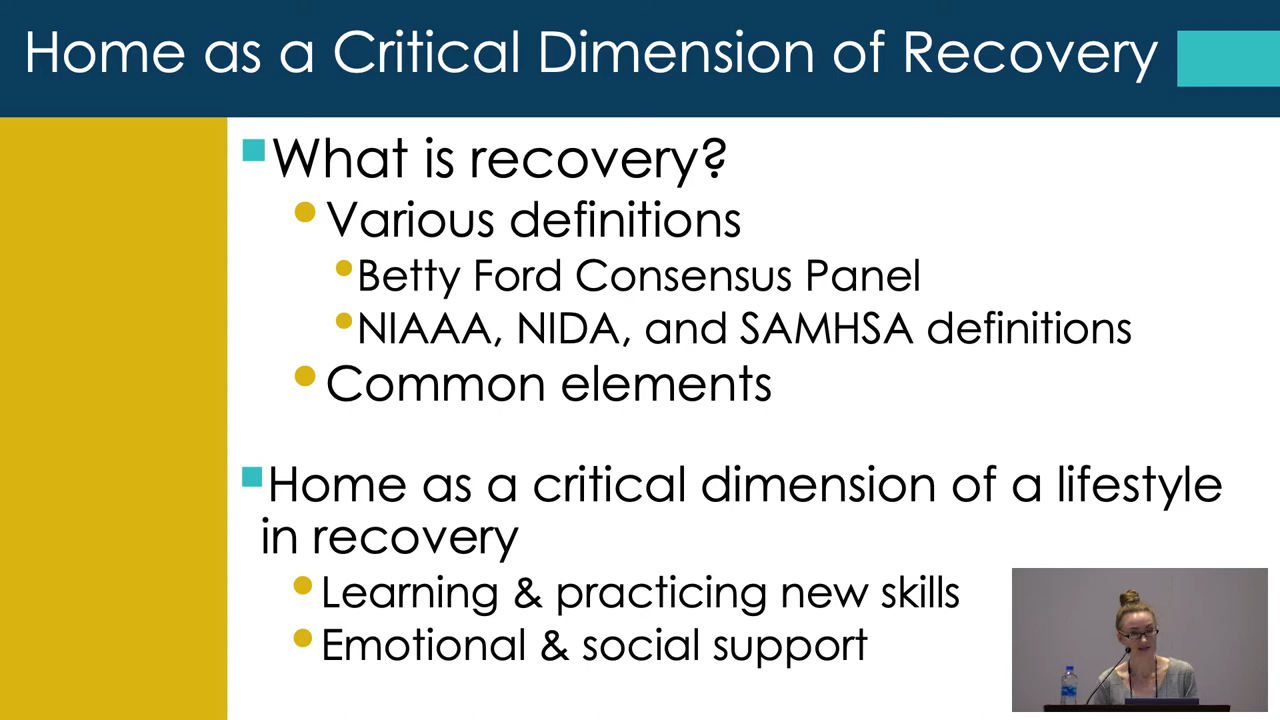 Home as a Critical Dimension of Recovery
What is recovery?
Various definitions
Betty Ford Consensus Panel
NIAAA, NIDA, and SAMHSA definitions
Common elements
Home as a critical dimension of a lifestyle
in recovery
Learning & practicing new skills
Emotional & social support